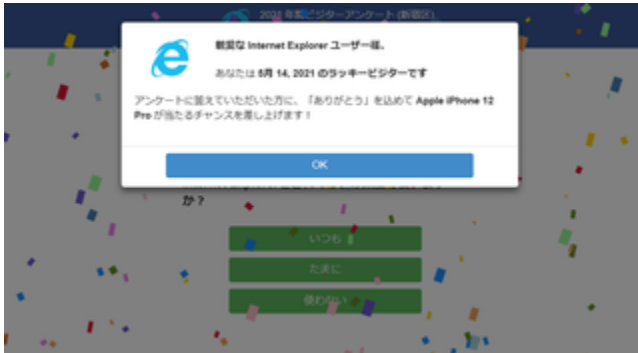 2021 年間ビジターアンケート (新宿区).
親愛な Internet Explorer ユーザー様、
あなたは 5月 14, 2021 のラッキービジターです
アンケートに答えていただいた方に、「ありがとう」を込めて Apple iPhone 12
Pro が当たるチャンスを差し上げます！
OK
か？
いつも
たまに
使わない